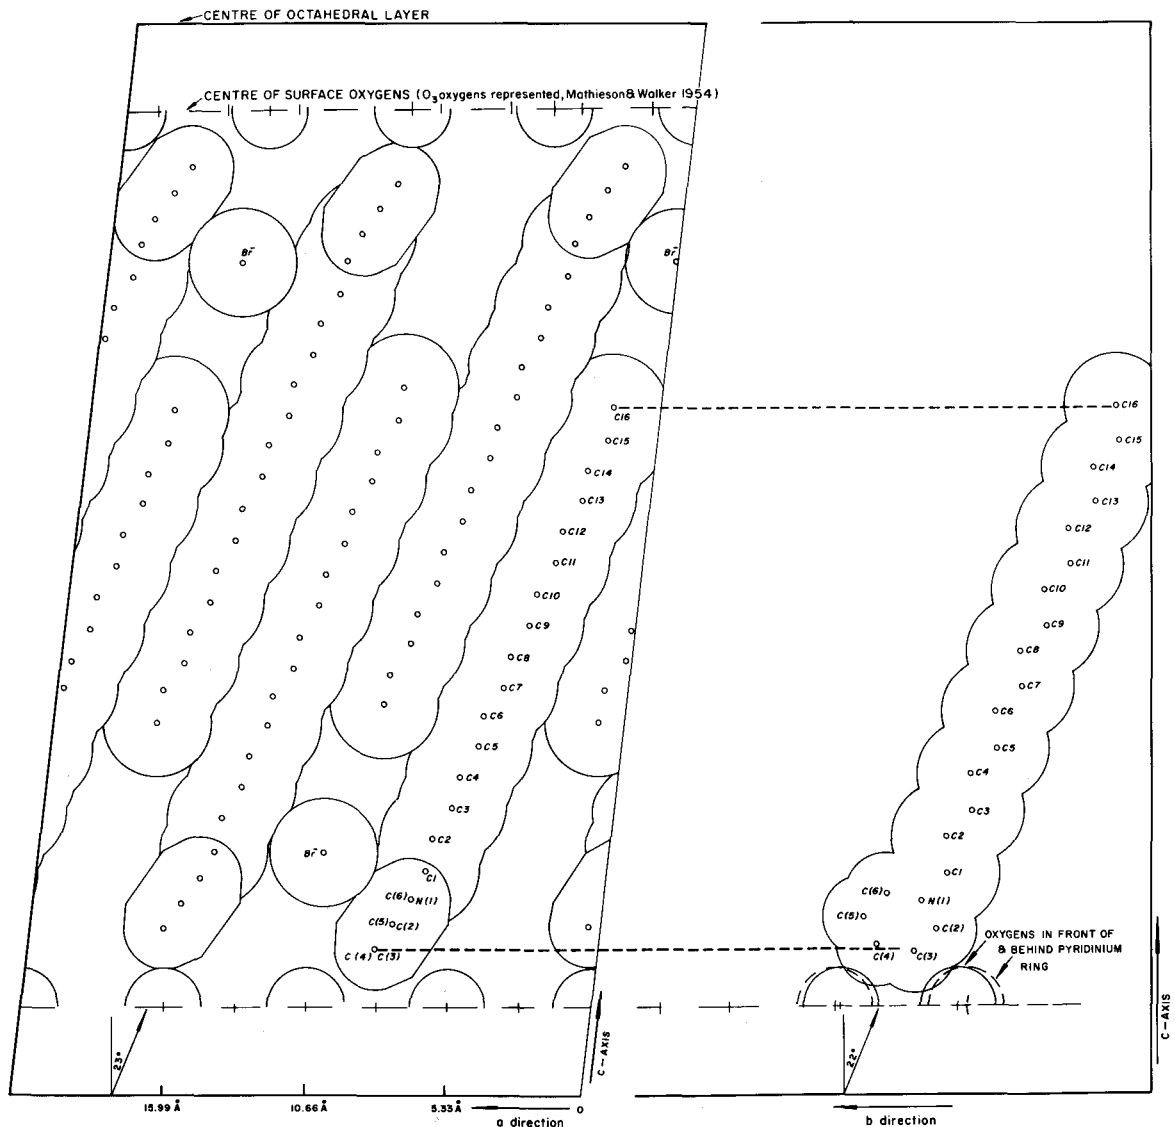 CENTRE OF OCTAHEDRAL LAYER
CENTRE OF SURFACE OXYGENS (O3 oxygens represented, Mathieson & Walker 1954)
Br-
Br-
C16
C15
C14
C13
C12
C11
C10
C9
C8
C7
C6
C5
C4
C3
C2
C1
C(6) N(1)
C(5) C(2)
C(4) C(3)
Br-
23°
C-AXIS
15.99 Å
10.66 Å
5.33 Å
0
a direction
C16
C15
C14
C13
C12
C11
C10
C9
C8
C7
C6
C5
C4
C3
C2
C1
C(6)
N(1)
C(5)
C(2)
C(4)
C(3)
OXYGENS IN FRONT OF
& BEHIND PYRIDINIUM
RING
22°
C-AXIS
b direction